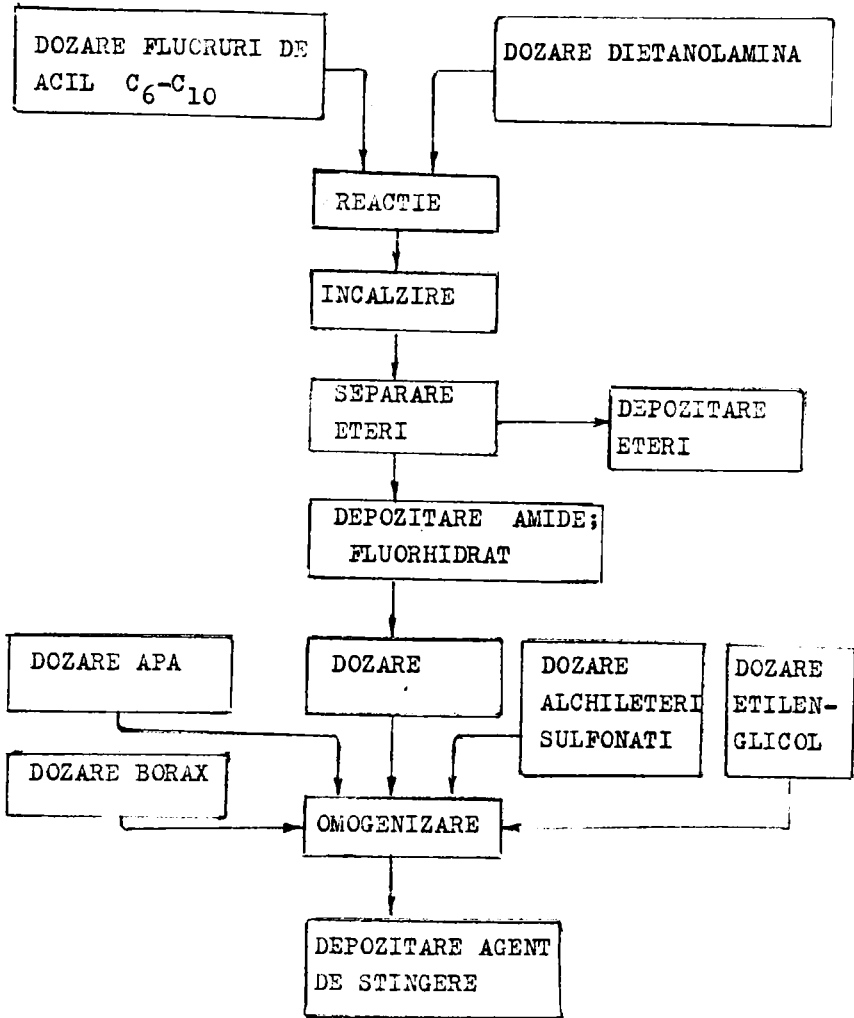 DOZARE FLUCRURI DE
ACIL C6-C10
DOZARE DIETANOLAMINA
REACTIE
INCALZIRE
SEPARARE
ETERI
DEPOZITARE
ETERI
DEPOZITARE AMIDE;
FLUORHIDRAT
DOZARE APA
DOZARE
DOZARE
ALCHILETERI
SULFONATI
DOZARE
ETILEN-
GLICOL
DOZARE BORAX
OMOGENIZARE
DEPOZITARE AGENT
DE STINGERE